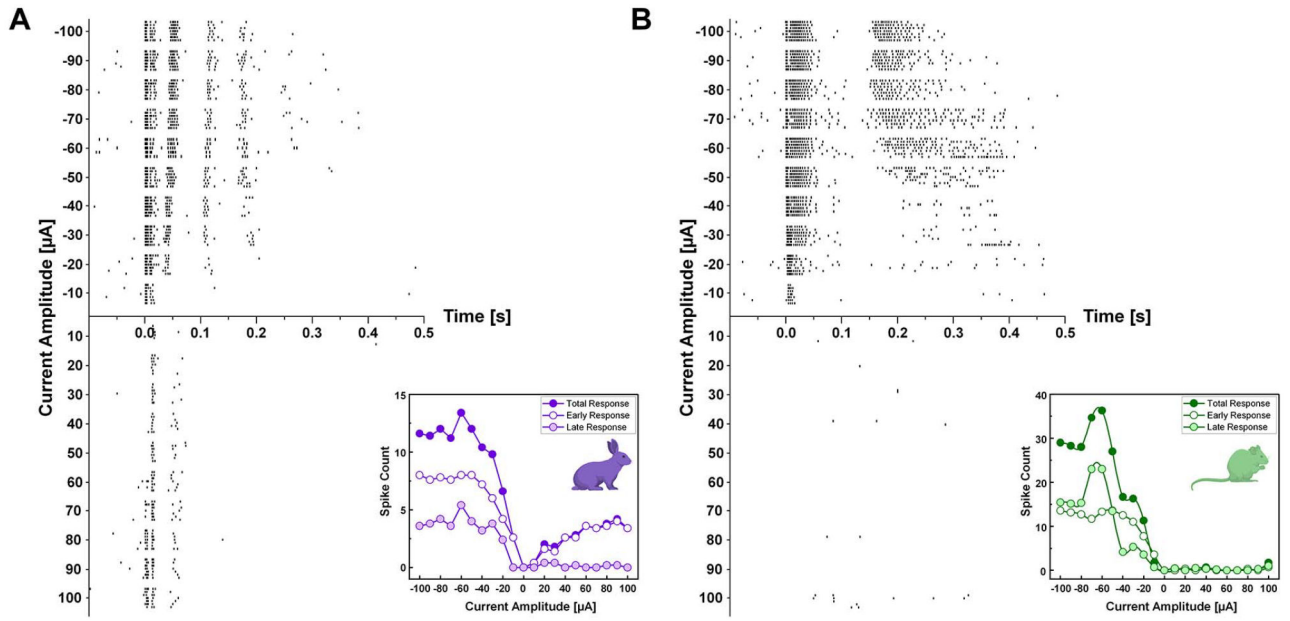 A
-100
-90
-80
-70
-60
-50
-40
-30
-20
-10
Current Amplitude [µA]
Time [s]
0.0 0.1 0.2 0.3 0.4 0.5
10
20
30
40
50
60
70
80
90
100
Current Amplitude [µA]
15
10
5
0
Spike Count
Total Response
Early Response
Late Response
-100 -80 -60 -40 -20 0 20 40 60 80 100
Current Amplitude [µA]
B
-100
-90
-80
-70
-60
-50
-40
-30
-20
-10
Current Amplitude [µA]
Time [s]
0.0 0.1 0.2 0.3 0.4 0.5
10
20
30
40
50
60
70
80
90
100
Current Amplitude [µA]
40
30
20
10
0
Spike Count
Total Response
Early Response
Late Response
-100 -80 -60 -40 -20 0 20 40 60 80 100
Current Amplitude [µA]